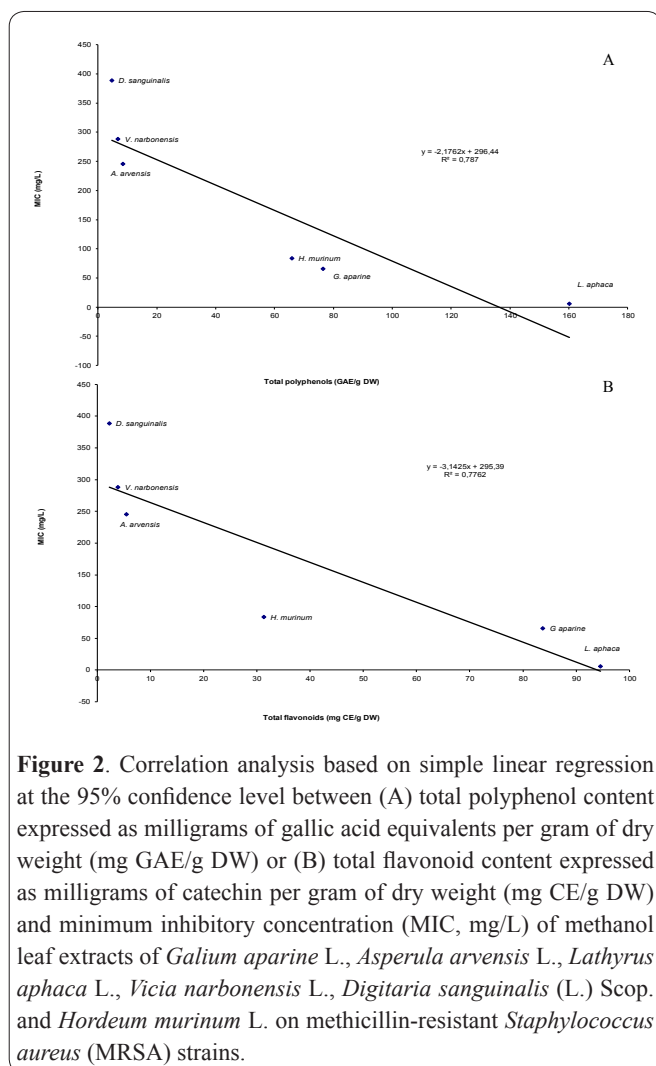 A
450
400
350
300
250
200
150
100
50
0
-50
-100
MIC (mg/L)
D. sanguinalis
V. narbonensis
A. arvensis
y = -2,1762x + 296,44
R² = 0,787
H. murinum
G. aparine
L. aphaca
0 20 40 60 80 100 120 140 160 180
Total polyphenols (GAE/g DW)
B
450
400
350
300
250
200
150
100
50
0
-50
MIC (mg/L)
D. sanguinalis
V. narbonensis
A. arvensis
y = -3,1425x + 295,39
R² = 0,7762
H. murinum
G aparine
L. aphaca
0 10 20 30 40 50 60 70 80 90 100
Total flavonoids (mg CE/g DW)
Figure 2. Correlation analysis based on simple linear regression
at the 95% confidence level between (A) total polyphenol content
expressed as milligrams of gallic acid equivalents per gram of dry
weight (mg GAE/g DW) or (B) total flavonoid content expressed
as milligrams of catechin per gram of dry weight (mg CE/g DW)
and minimum inhibitory concentration (MIC, mg/L) of methanol
leaf extracts of Galium aparine L., Asperula arvensis L., Lathyrus
aphaca L., Vicia narbonensis L., Digitaria sanguinalis (L.) Scop.
and Hordeum murinum L. on methicillin-resistant Staphylococcus
aureus (MRSA) strains.